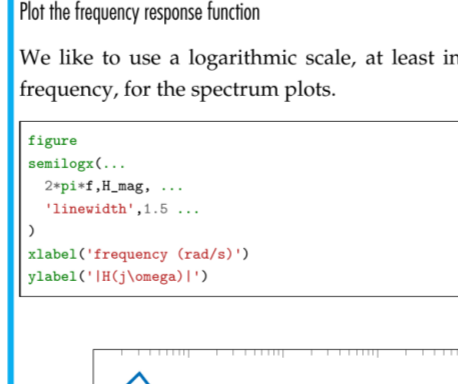 Plot the frequency response function
We like to use a logarithmic scale, at least in
frequency, for the spectrum plots.
figure
semilogx(...
2*pi*f,H_mag, ...
'linewidth',1.5 ...
)
xlabel('frequency (rad/s)')
ylabel('|H(j\omega)|')